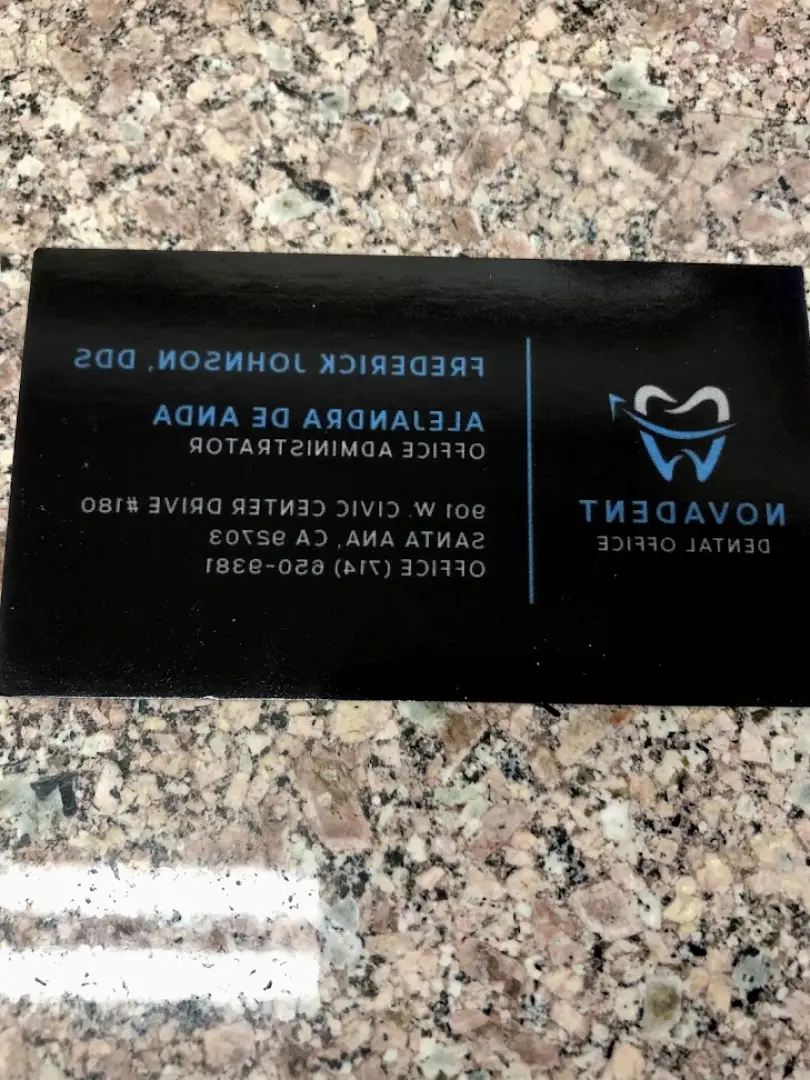 NOVADENT
DENTAL OFFICE
FREDERICK JOHNSON, DDS
ALEJANDRA DE ANDA
OFFICE ADMINISTRATOR
901 W. CIVIC CENTER DRIVE #180
SANTA ANA, CA 92703
OFFICE (714) 650-9381